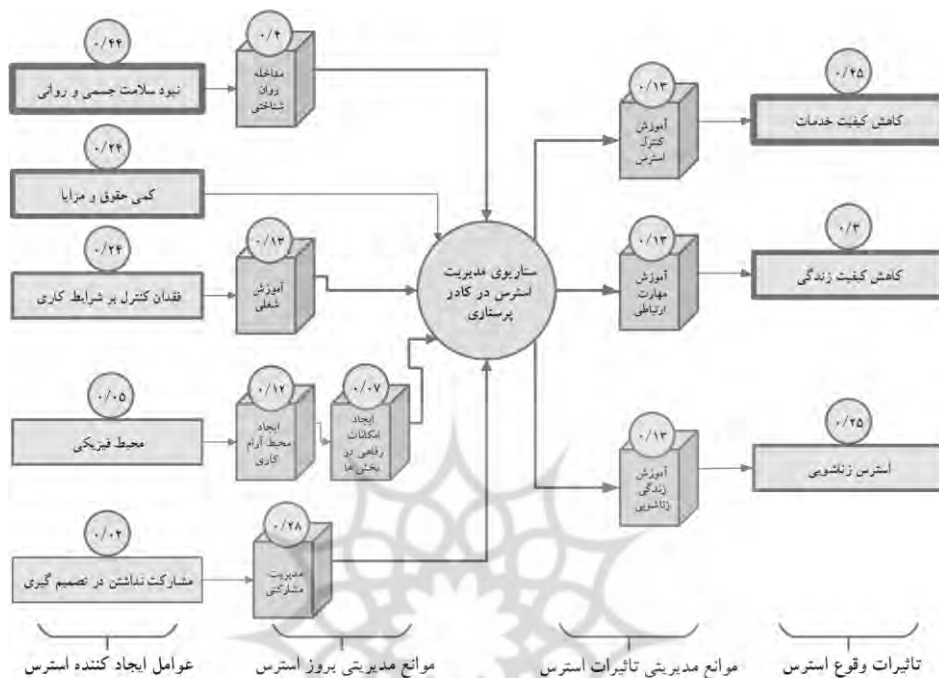 ۰/۴۴
نبود سلامت جسمی و روانی
۰/۴
مداخله
روان
شناختی
۰/۲۴
کمی حقوق و مزایا
۰/۲۴
فقدان کنترل بر شرایط کاری
۰/۱۳
آموزش
شغلی
۰/۰۵
محیط فیزیکی
۰/۱۲
ایجاد
محیط آرام
کاری
۰/۰۷
ایجاد
امکانات
رفاهی در
بخش ها
۰/۰۲
مشارکت نداشتن در تصمیم گیری
۰/۲۸
مدیریت
مشارکتی
سناریوی مدیریت
استرس در کادر
پرستاری
۰/۱۳
آموزش
کنترل
استرس
۰/۴۵
کاهش کیفیت خدمات
۰/۱۳
آموزش
مهارت
ارتباطی
۰/۳
کاهش کیفیت زندگی
۰/۱۳
آموزش
زندگی
زناشویی
۰/۲۵
استرس زناشویی
عوامل ایجاد کننده استرس
موانع مدیریتی بروز استرس
موانع مدیریتی تاثیرات استرس
تاثیرات وقوع استرس